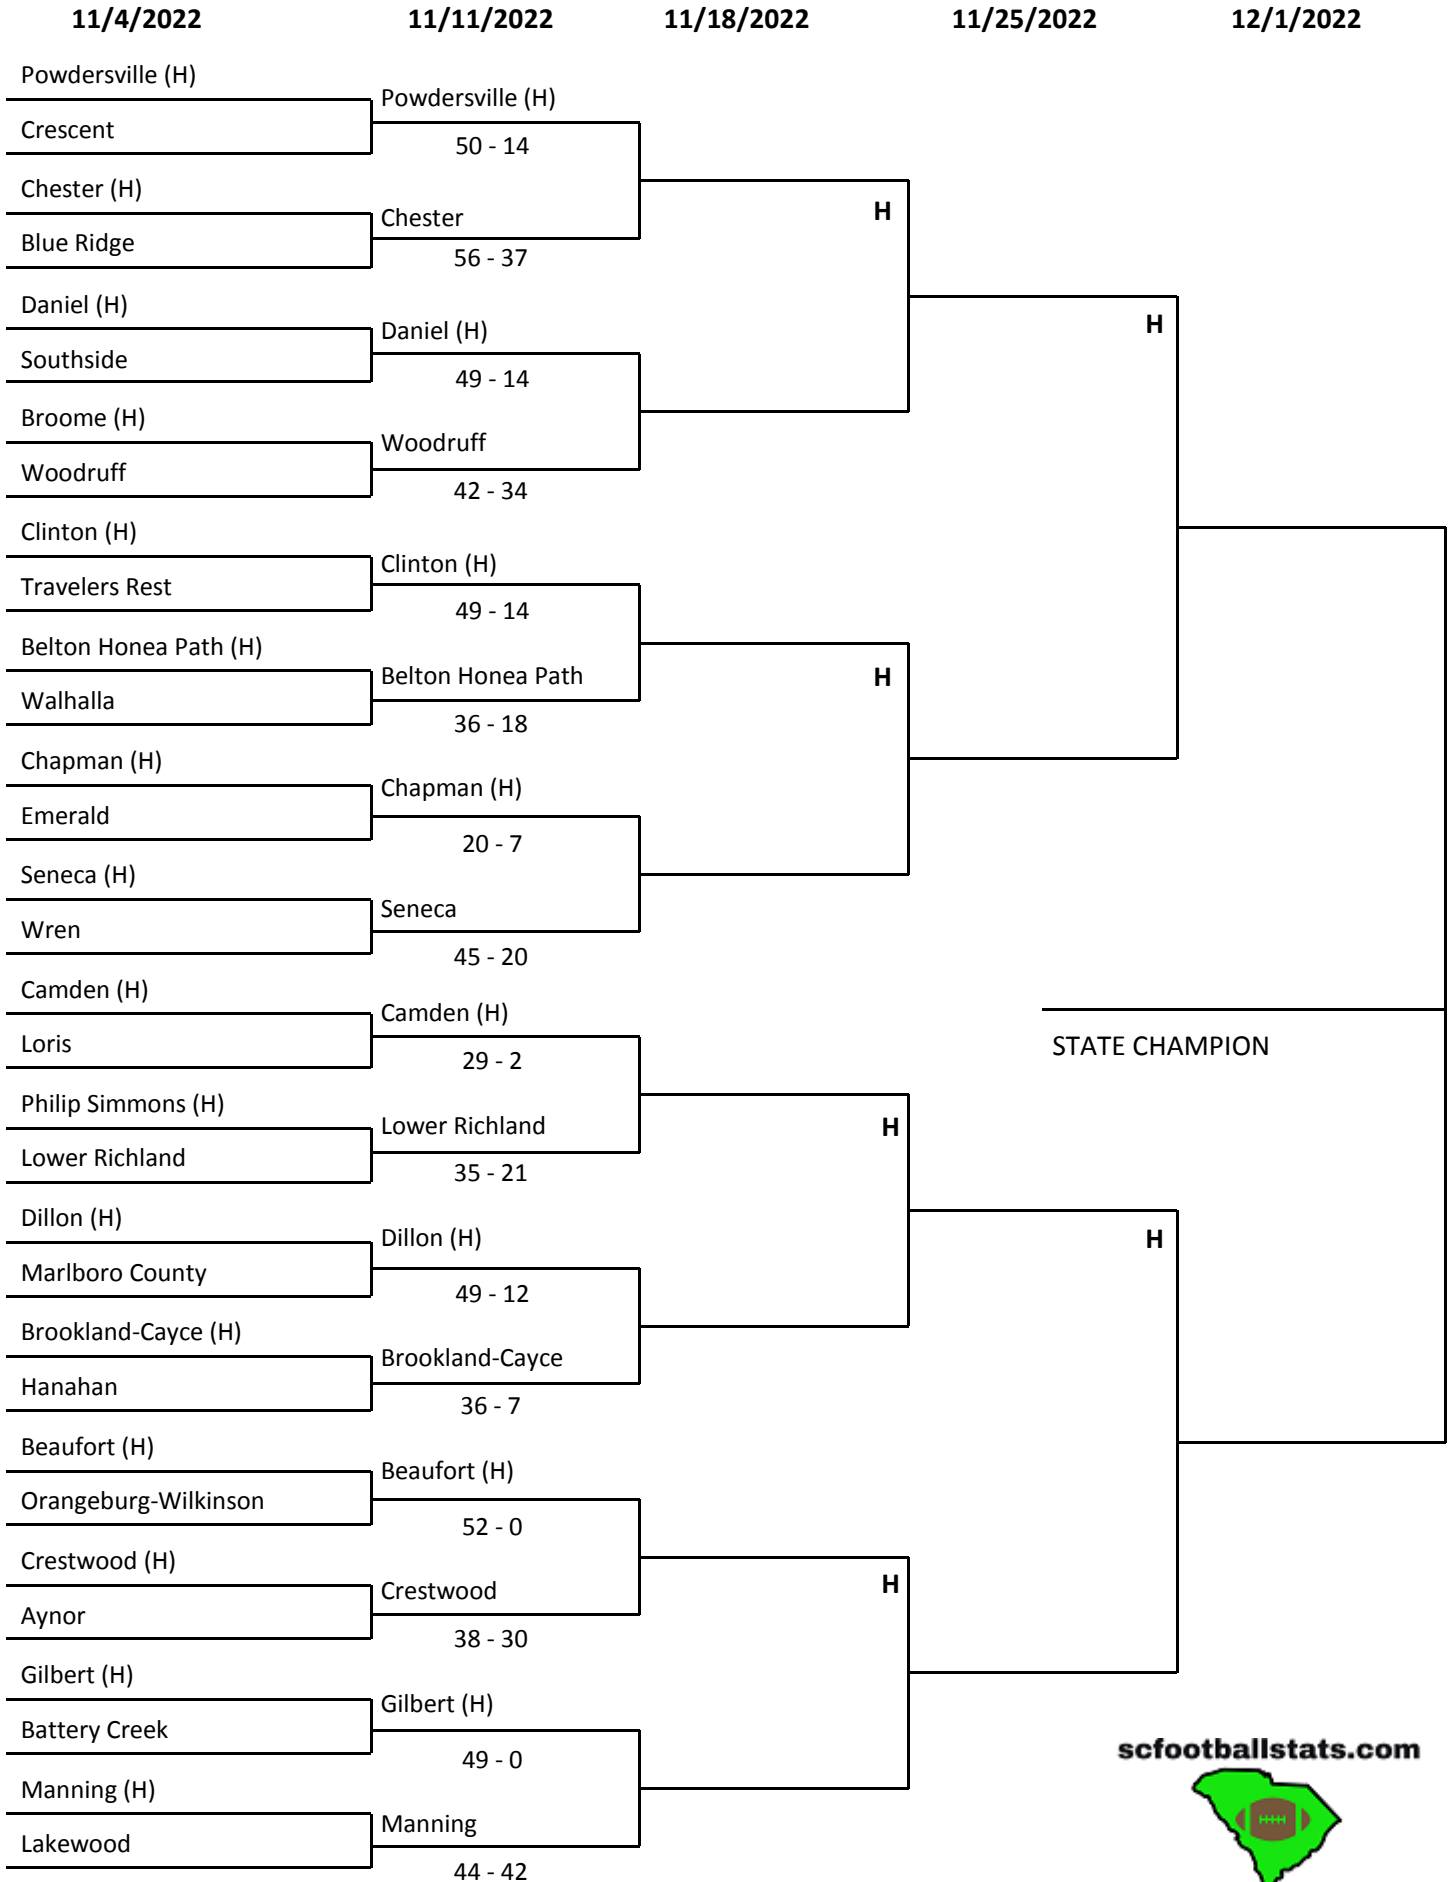 11/4/2022 11/11/2022 11/18/2022 11/25/2022 12/1/2022
Powdersville (H)
Powdersville (H)
Crescent
50 - 14
Chester (H)
H
Chester
Blue Ridge
56 - 37
Daniel (H)
H
Daniel (H)
Southside
49 - 14
Broome (H)
Woodruff
Woodruff
42 - 34
Clinton (H)
Clinton (H)
Travelers Rest
49 - 14
Belton Honea Path (H)
Belton Honea Path
H
Walhalla
36 - 18
Chapman (H)
Chapman (H)
Emerald
20 - 7
Seneca (H)
Seneca
Wren
45 - 20
Camden (H)
Camden (H)
Loris
STATE CHAMPION
29 - 2
Philip Simmons (H)
Lower Richland
H
Lower Richland
35 - 21
Dillon (H)
Dillon (H)
H
Marlboro County
49 - 12
Brookland-Cayce (H)
Brookland-Cayce
Hanahan
36 - 7
Beaufort (H)
Beaufort (H)
Orangeburg-Wilkinson
52 - 0
Crestwood (H)
H
Crestwood
Aynor
38 - 30
Gilbert (H)
Gilbert (H)
Battery Creek
scfootballstats.com
49 - 0
Manning (H)
Manning
Lakewood
44 - 42